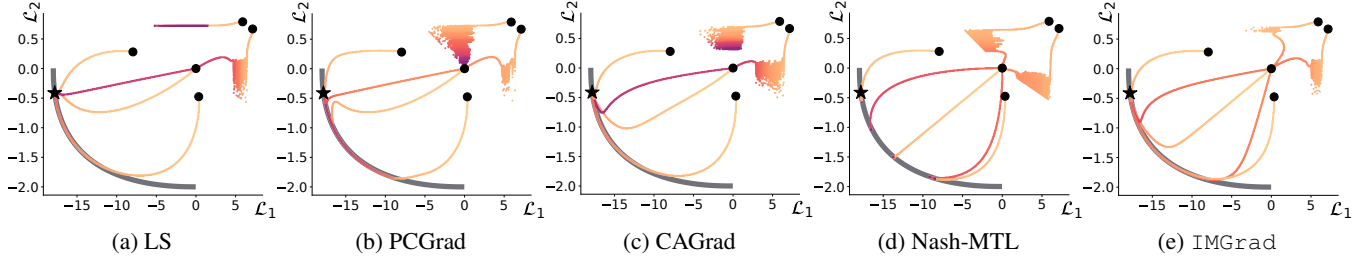 ℒ₂ ℒ₂ ℒ₂ ℒ₂ ℒ₂
0.5 0.5 0.5 0.5 0.5
0.0 0.0 0.0 0.0 0.0
−0.5 −0.5 −0.5 −0.5 −0.5
−1.0 −1.0 −1.0 −1.0 −1.0
−1.5 −1.5 −1.5 −1.5 −1.5
−2.0 −2.0 −2.0 −2.0 −2.0
−15 −10 −5 0 5 −15 −10 −5 0 5 −15 −10 −5 0 5 −15 −10 −5 0 5 −15 −10 −5 0 5
ℒ₁ ℒ₁ ℒ₁ ℒ₁ ℒ₁
(a) LS (b) PCGrad (c) CAGrad (d) Nash-MTL (e) IMGrad